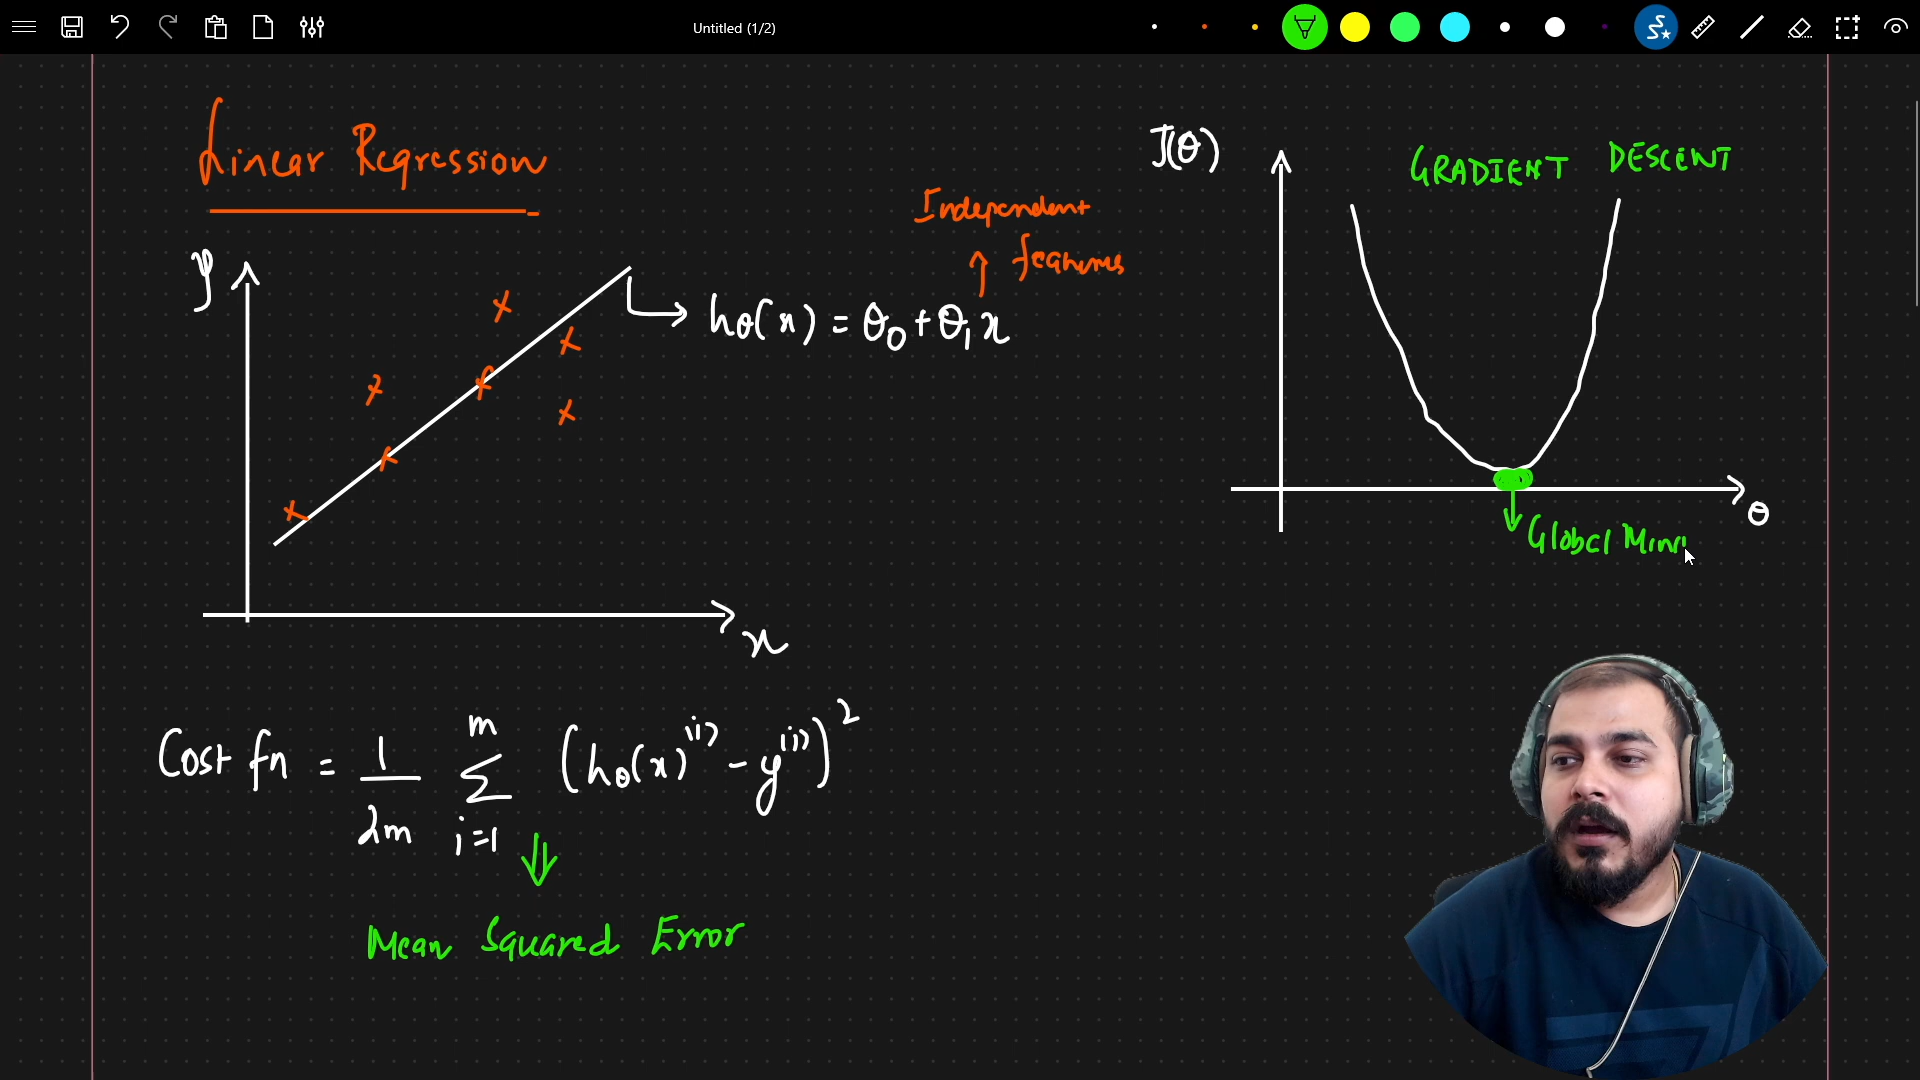 Untitled (1/2)
Linear Regression
y
hθ(x) = θ0 + θ1x
Independent
features
x
J(θ)
GRADIENT DESCENT
θ
Global Mini
Cost fn = 1/2m m Σ i=1 (hθ(x)(i) - y(i))2
Mean Squared Error